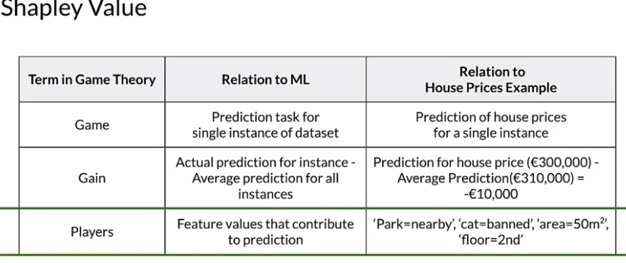 Shapley Value
Term in Game Theory
Relation to ML
Relation to
House Prices Example
Game
Prediction task for
single instance of dataset
Prediction of house prices
for a single instance
Gain
Actual prediction for instance -
Average prediction for all
instances
Prediction for house price (€300,000) -
Average Prediction(€310,000) =
-€10,000
Players
Feature values that contribute
to prediction
‘Park=nearby’, ‘cat=banned’, ‘area=50m²’,
‘floor=2nd’